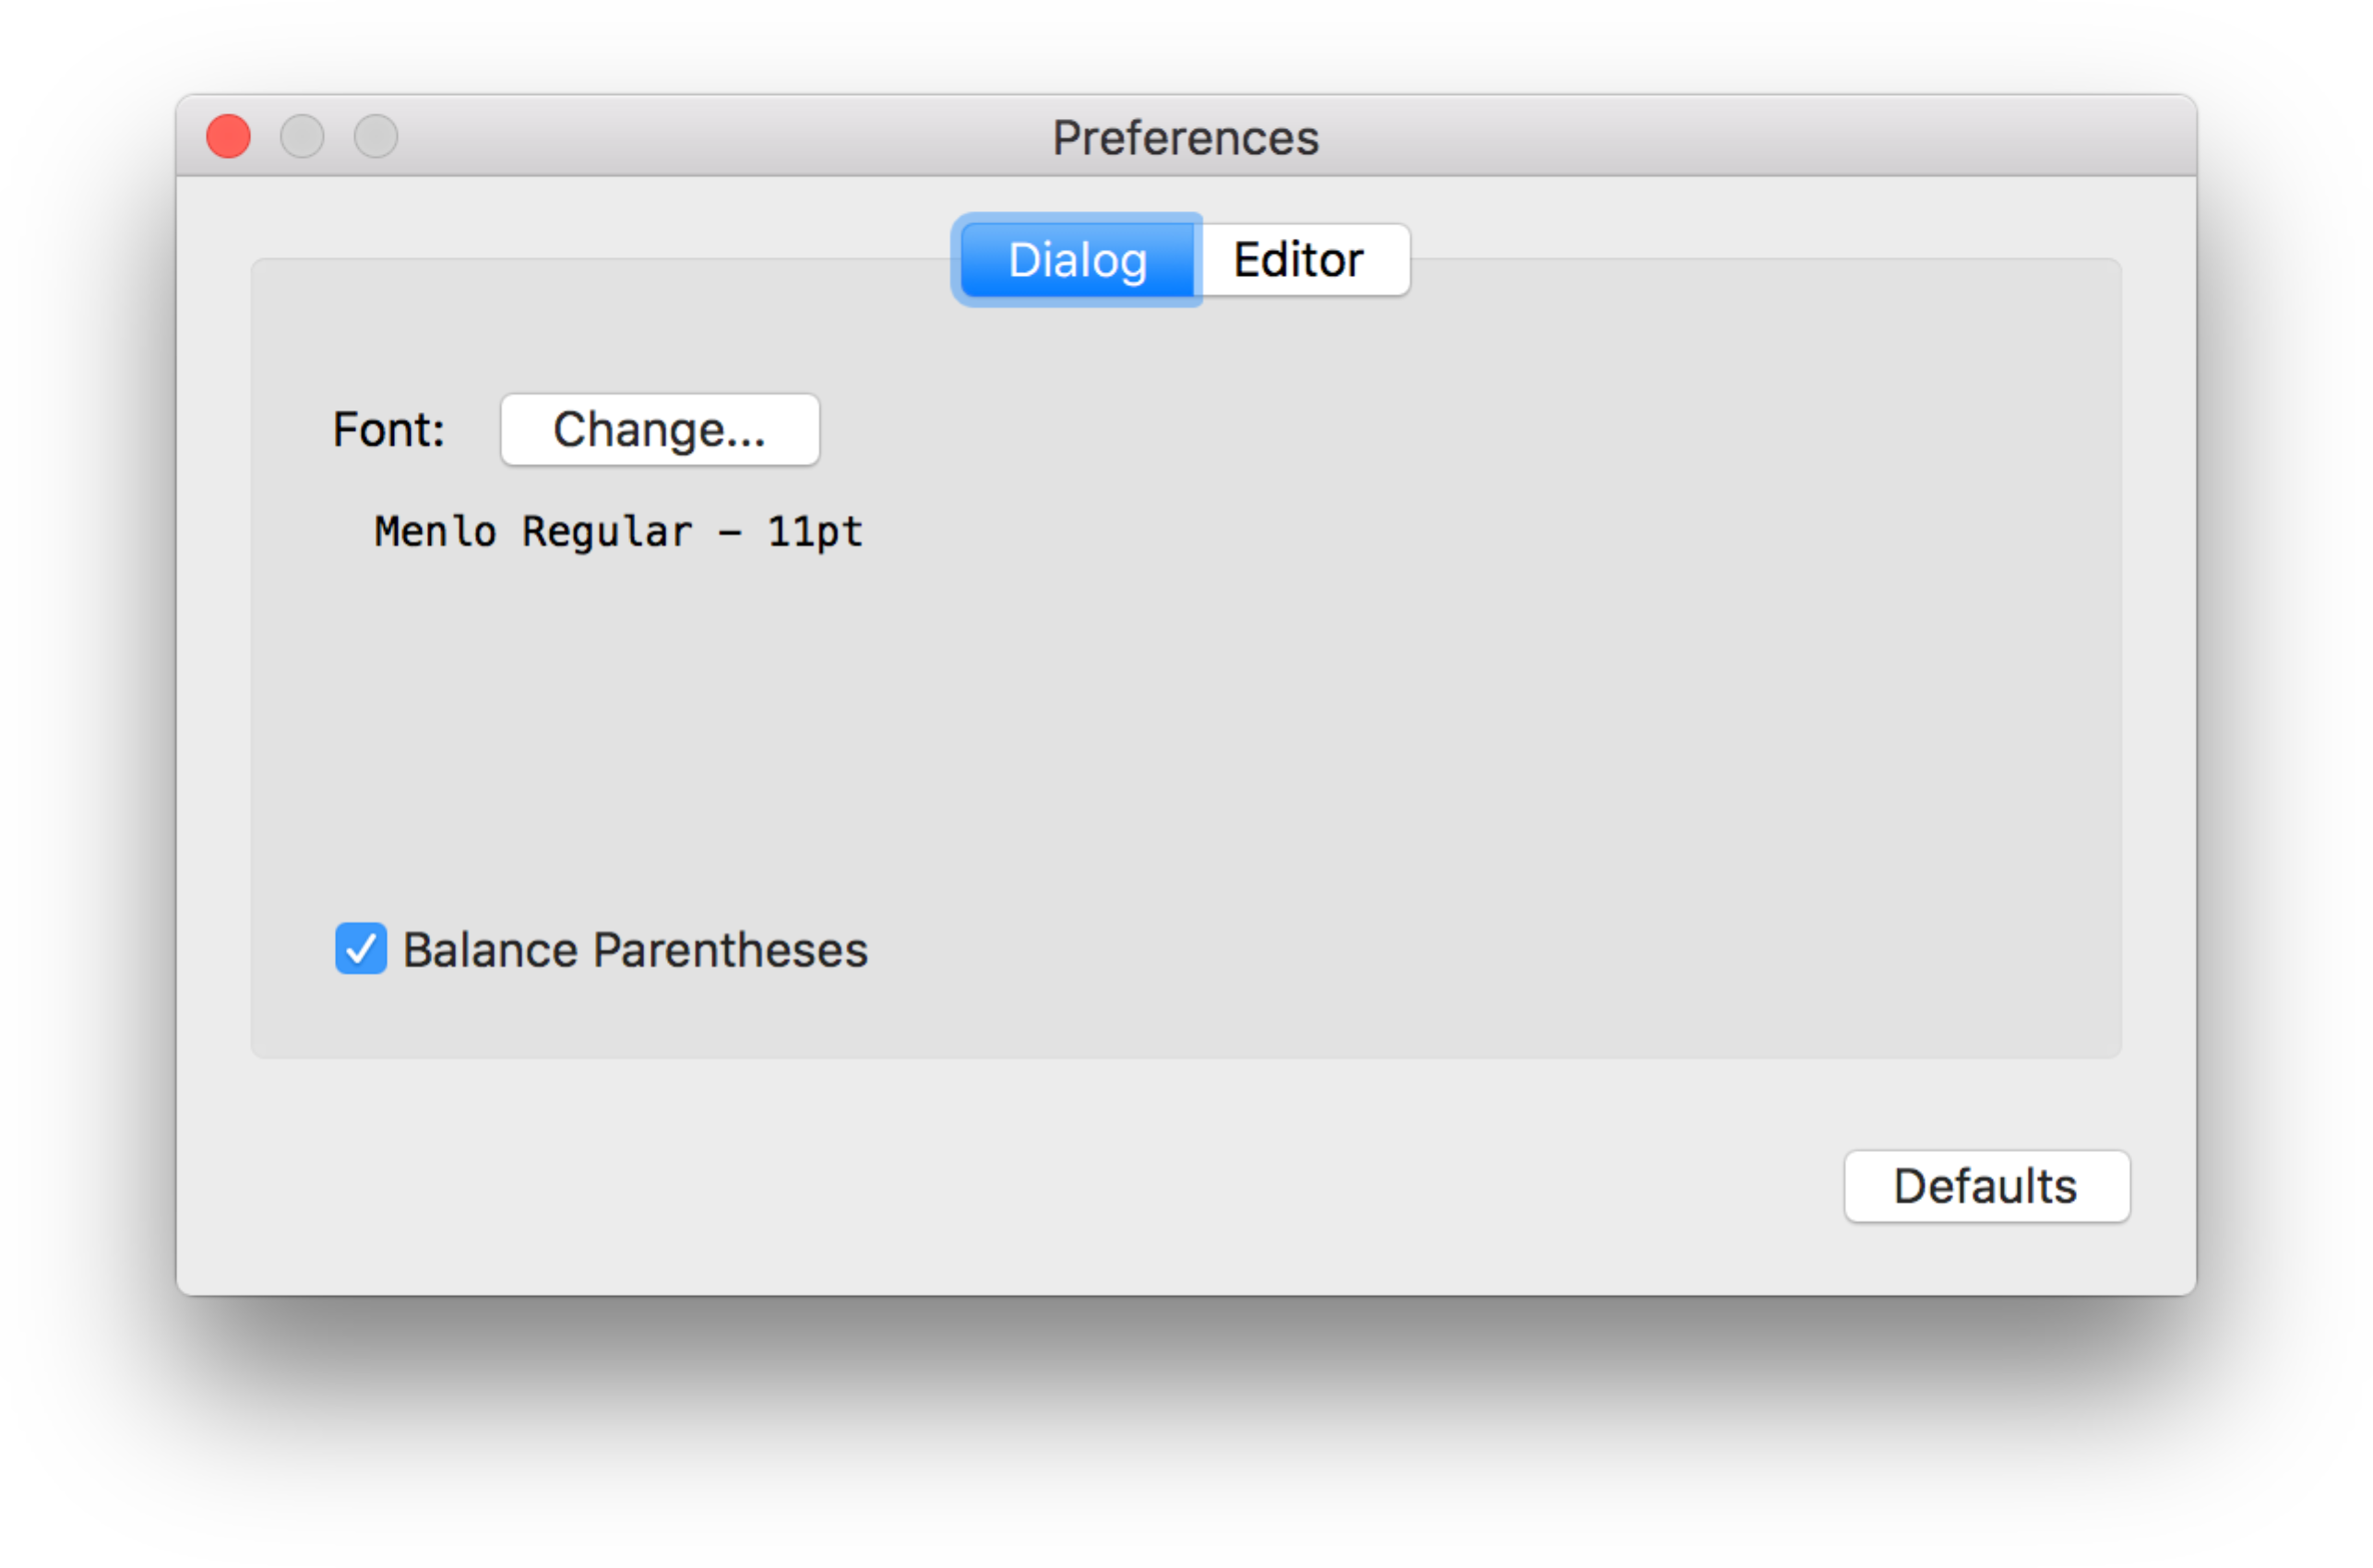 Preferences
Dialog Editor
Font: Change...
Menlo Regular – 11pt
Balance Parentheses
Defaults